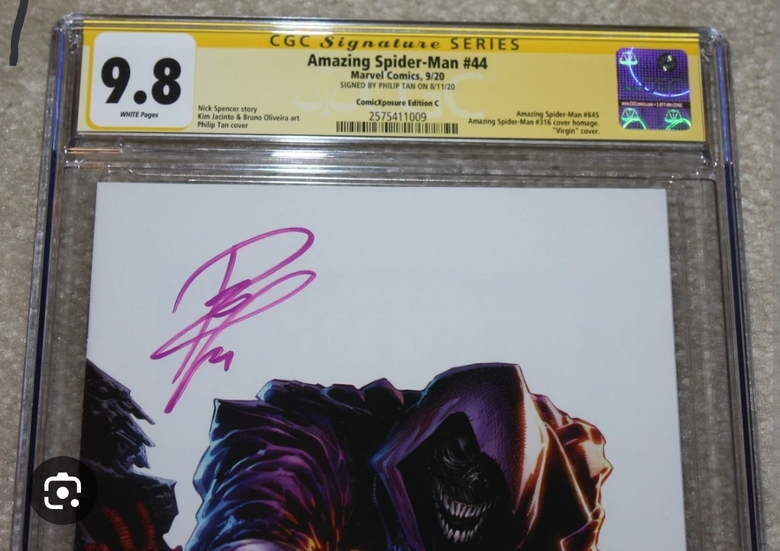 CGC Signature SERIES
Amazing Spider-Man #44
Marvel Comics, 9/20
SIGNED BY PHILIP TAN ON 8/11/20
ComicXposure Edition C
2575411009
9.8
WHITE Pages
Nick Spencer story
Kim Jacinto & Bruno Oliveira art
Philip Tan cover
Amazing Spider-Man #845
Amazing Spider-Man #316 cover homage.
"Virgin" cover.